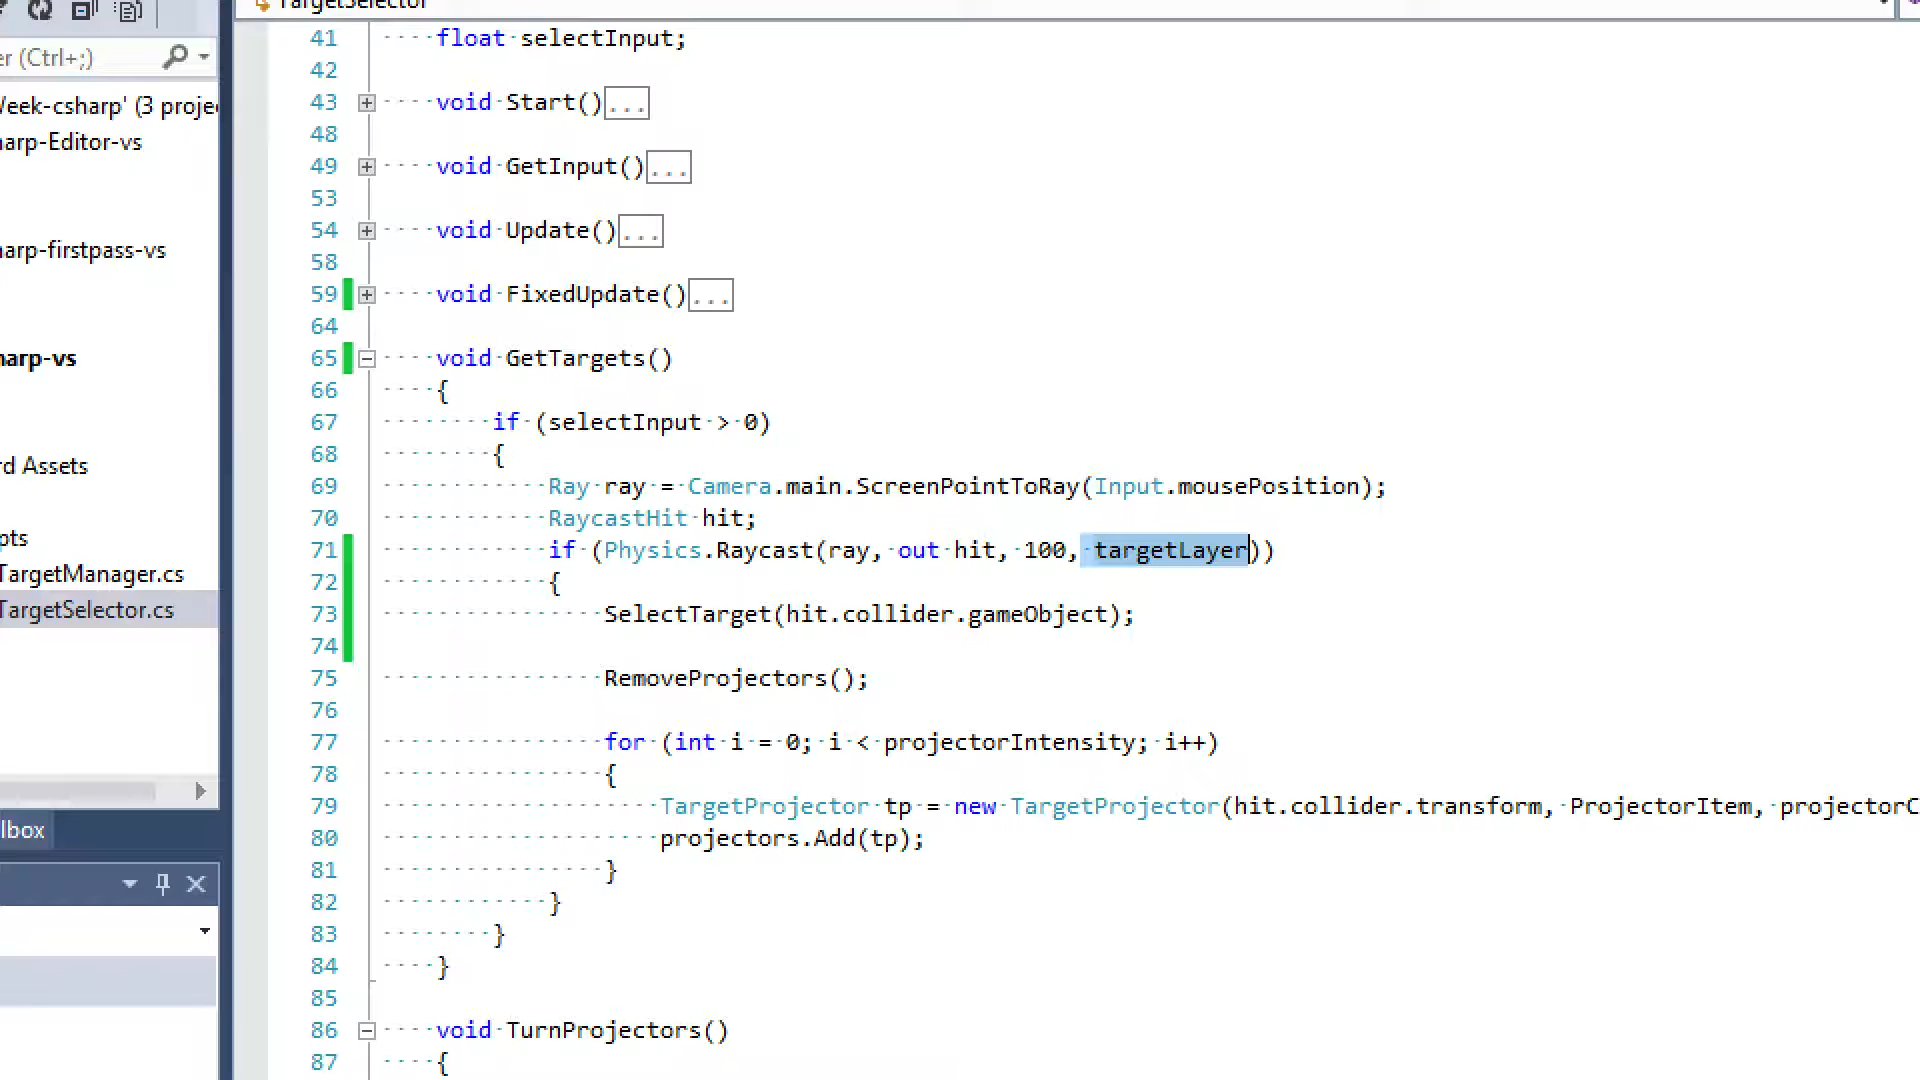 TargetSelector
er (Ctrl+;)
Week-csharp' (3 proje
arp-Editor-vs
arp-firstpass-vs
arp-vs
d Assets
pts
TargetManager.cs
TargetSelector.cs
lbox
41 float selectInput;
42
43 void Start()...
48
49 void GetInput()...
53
54 void Update()...
58
59 void FixedUpdate()...
64
65 void GetTargets()
66 {
67 if (selectInput > 0)
68 {
69 Ray ray = Camera.main.ScreenPointToRay(Input.mousePosition);
70 RaycastHit hit;
71 if (Physics.Raycast(ray, out hit, 100, targetLayer))
72 {
73 SelectTarget(hit.collider.gameObject);
74
75 RemoveProjectors();
76
77 for (int i = 0; i < projectorIntensity; i++)
78 {
79 TargetProjector tp = new TargetProjector(hit.collider.transform, ProjectorItem, projectorC
80 projectors.Add(tp);
81 }
82 }
83 }
84 }
85
86 void TurnProjectors()
87 {